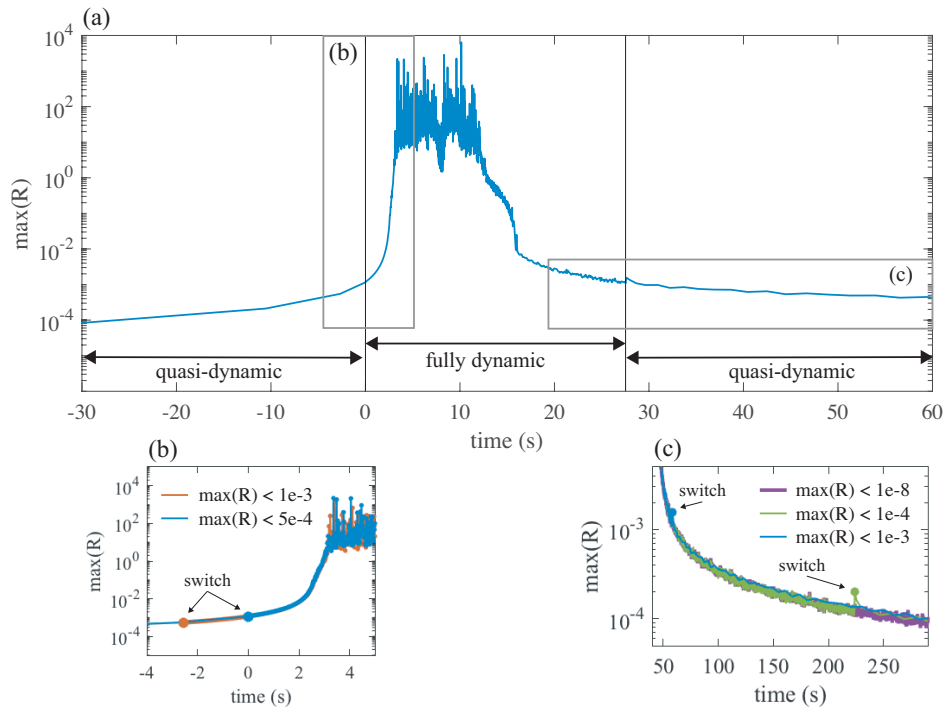 (a)
10^4
10^2
10^0
10^-2
10^-4
max(R)
(b)
(c)
quasi-dynamic
fully dynamic
quasi-dynamic
-30
-20
-10
0
10
20
30
40
50
60
time (s)
(b)
10^4
10^2
10^0
10^-2
10^-4
max(R)
max(R) < 1e-3
max(R) < 5e-4
switch
-4
-2
0
2
4
time (s)
(c)
10^-3
10^-4
max(R)
switch
max(R) < 1e-8
max(R) < 1e-4
max(R) < 1e-3
switch
50
100
150
200
250
time (s)